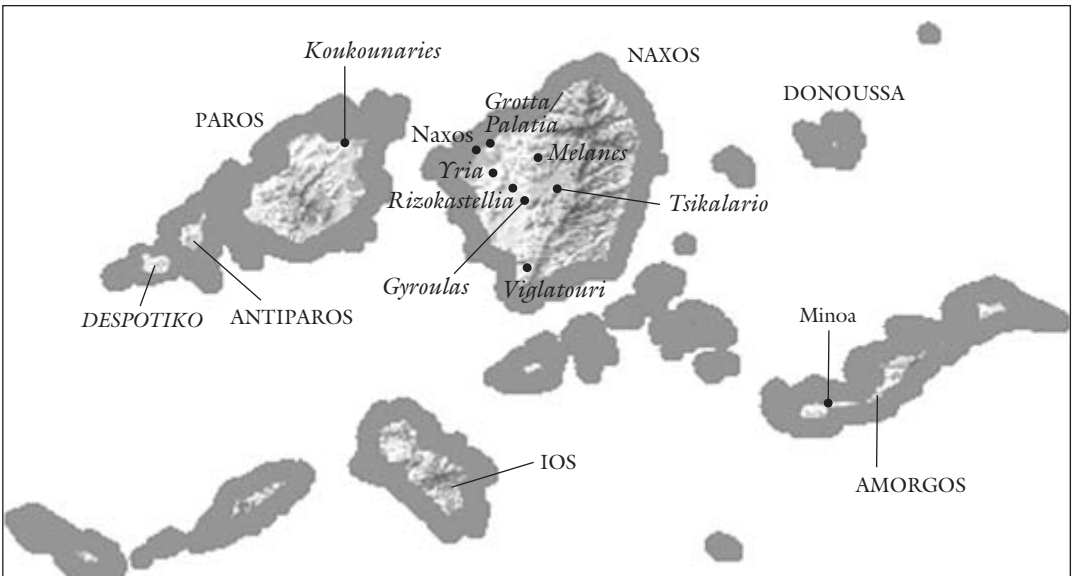 Koukounaries
NAXOS
PAROS
Grotta/
Palatia
DONOUSSA
Naxos
Melanes
Yria
Rizokastellia
Tsikalario
Gyroulas
Viglatouri
DESPOTIKO
ANTIPAROS
Minoa
IOS
AMORGOS